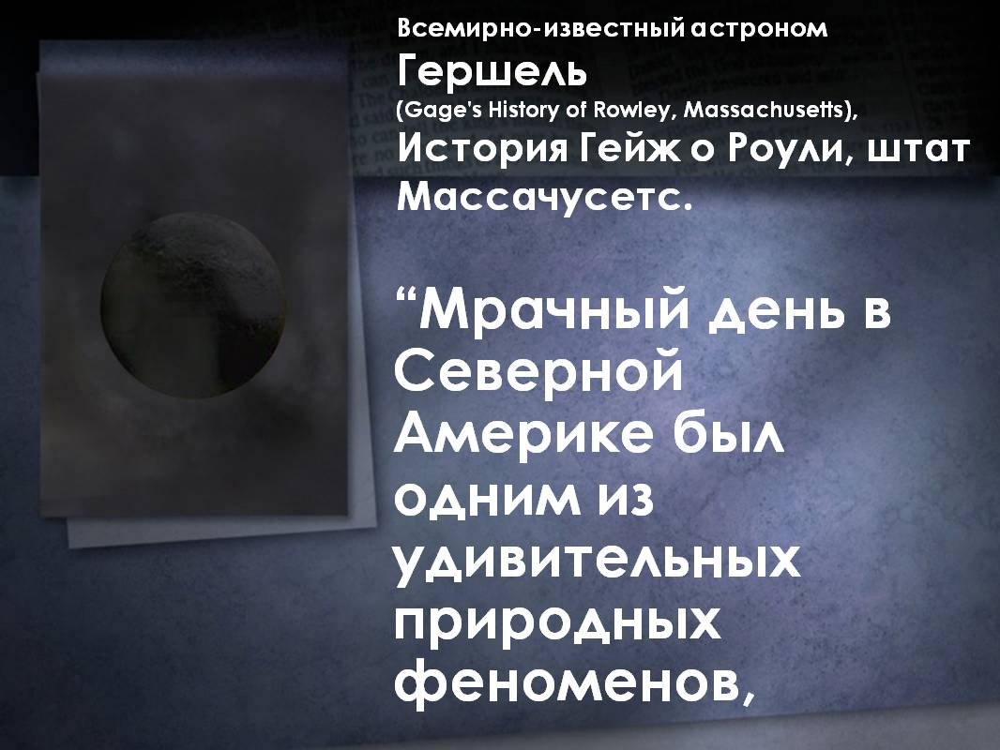 Всемирно-известный астроном
Гершель
(Gage's History of Rowley, Massachusetts),
История Гейж о Роули, штат
Массачусетс.
“Мрачный день в
Северной
Америке был
одним из
удивительных
природных
феноменов,